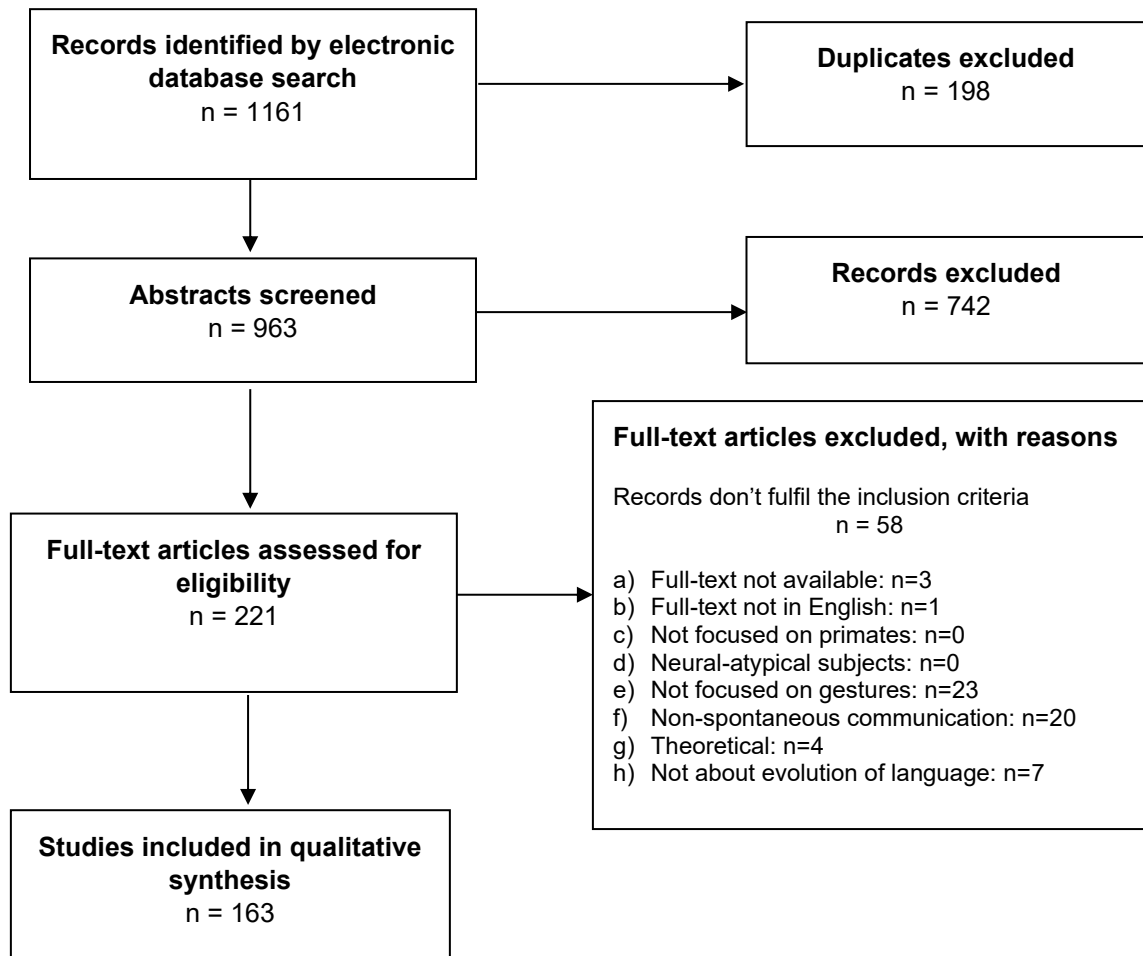 Records identified by electronic
database search
n = 1161
Duplicates excluded
n = 198
Abstracts screened
n = 963
Records excluded
n = 742
Full-text articles assessed for
eligibility
n = 221
Full-text articles excluded, with reasons
Records don’t fulfil the inclusion criteria
n = 58
a) Full-text not available: n=3
b) Full-text not in English: n=1
c) Not focused on primates: n=0
d) Neural-atypical subjects: n=0
e) Not focused on gestures: n=23
f) Non-spontaneous communication: n=20
g) Theoretical: n=4
h) Not about evolution of language: n=7
Studies included in qualitative
synthesis
n = 163